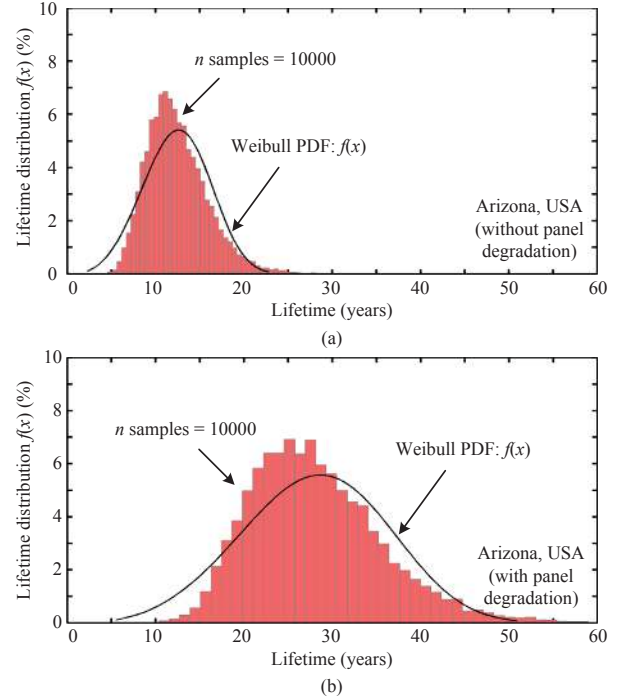 10
8
6
4
2
0
Lifetime distribution f(x) (%)
n samples = 10000
Weibull PDF: f(x)
Arizona, USA
(without panel
degradation)
0 10 20 30 40 50 60
Lifetime (years)
(a)
10
8
6
4
2
0
Lifetime distribution f(x) (%)
n samples = 10000
Weibull PDF: f(x)
Arizona, USA
(with panel
degradation)
0 10 20 30 40 50 60
Lifetime (years)
(b)